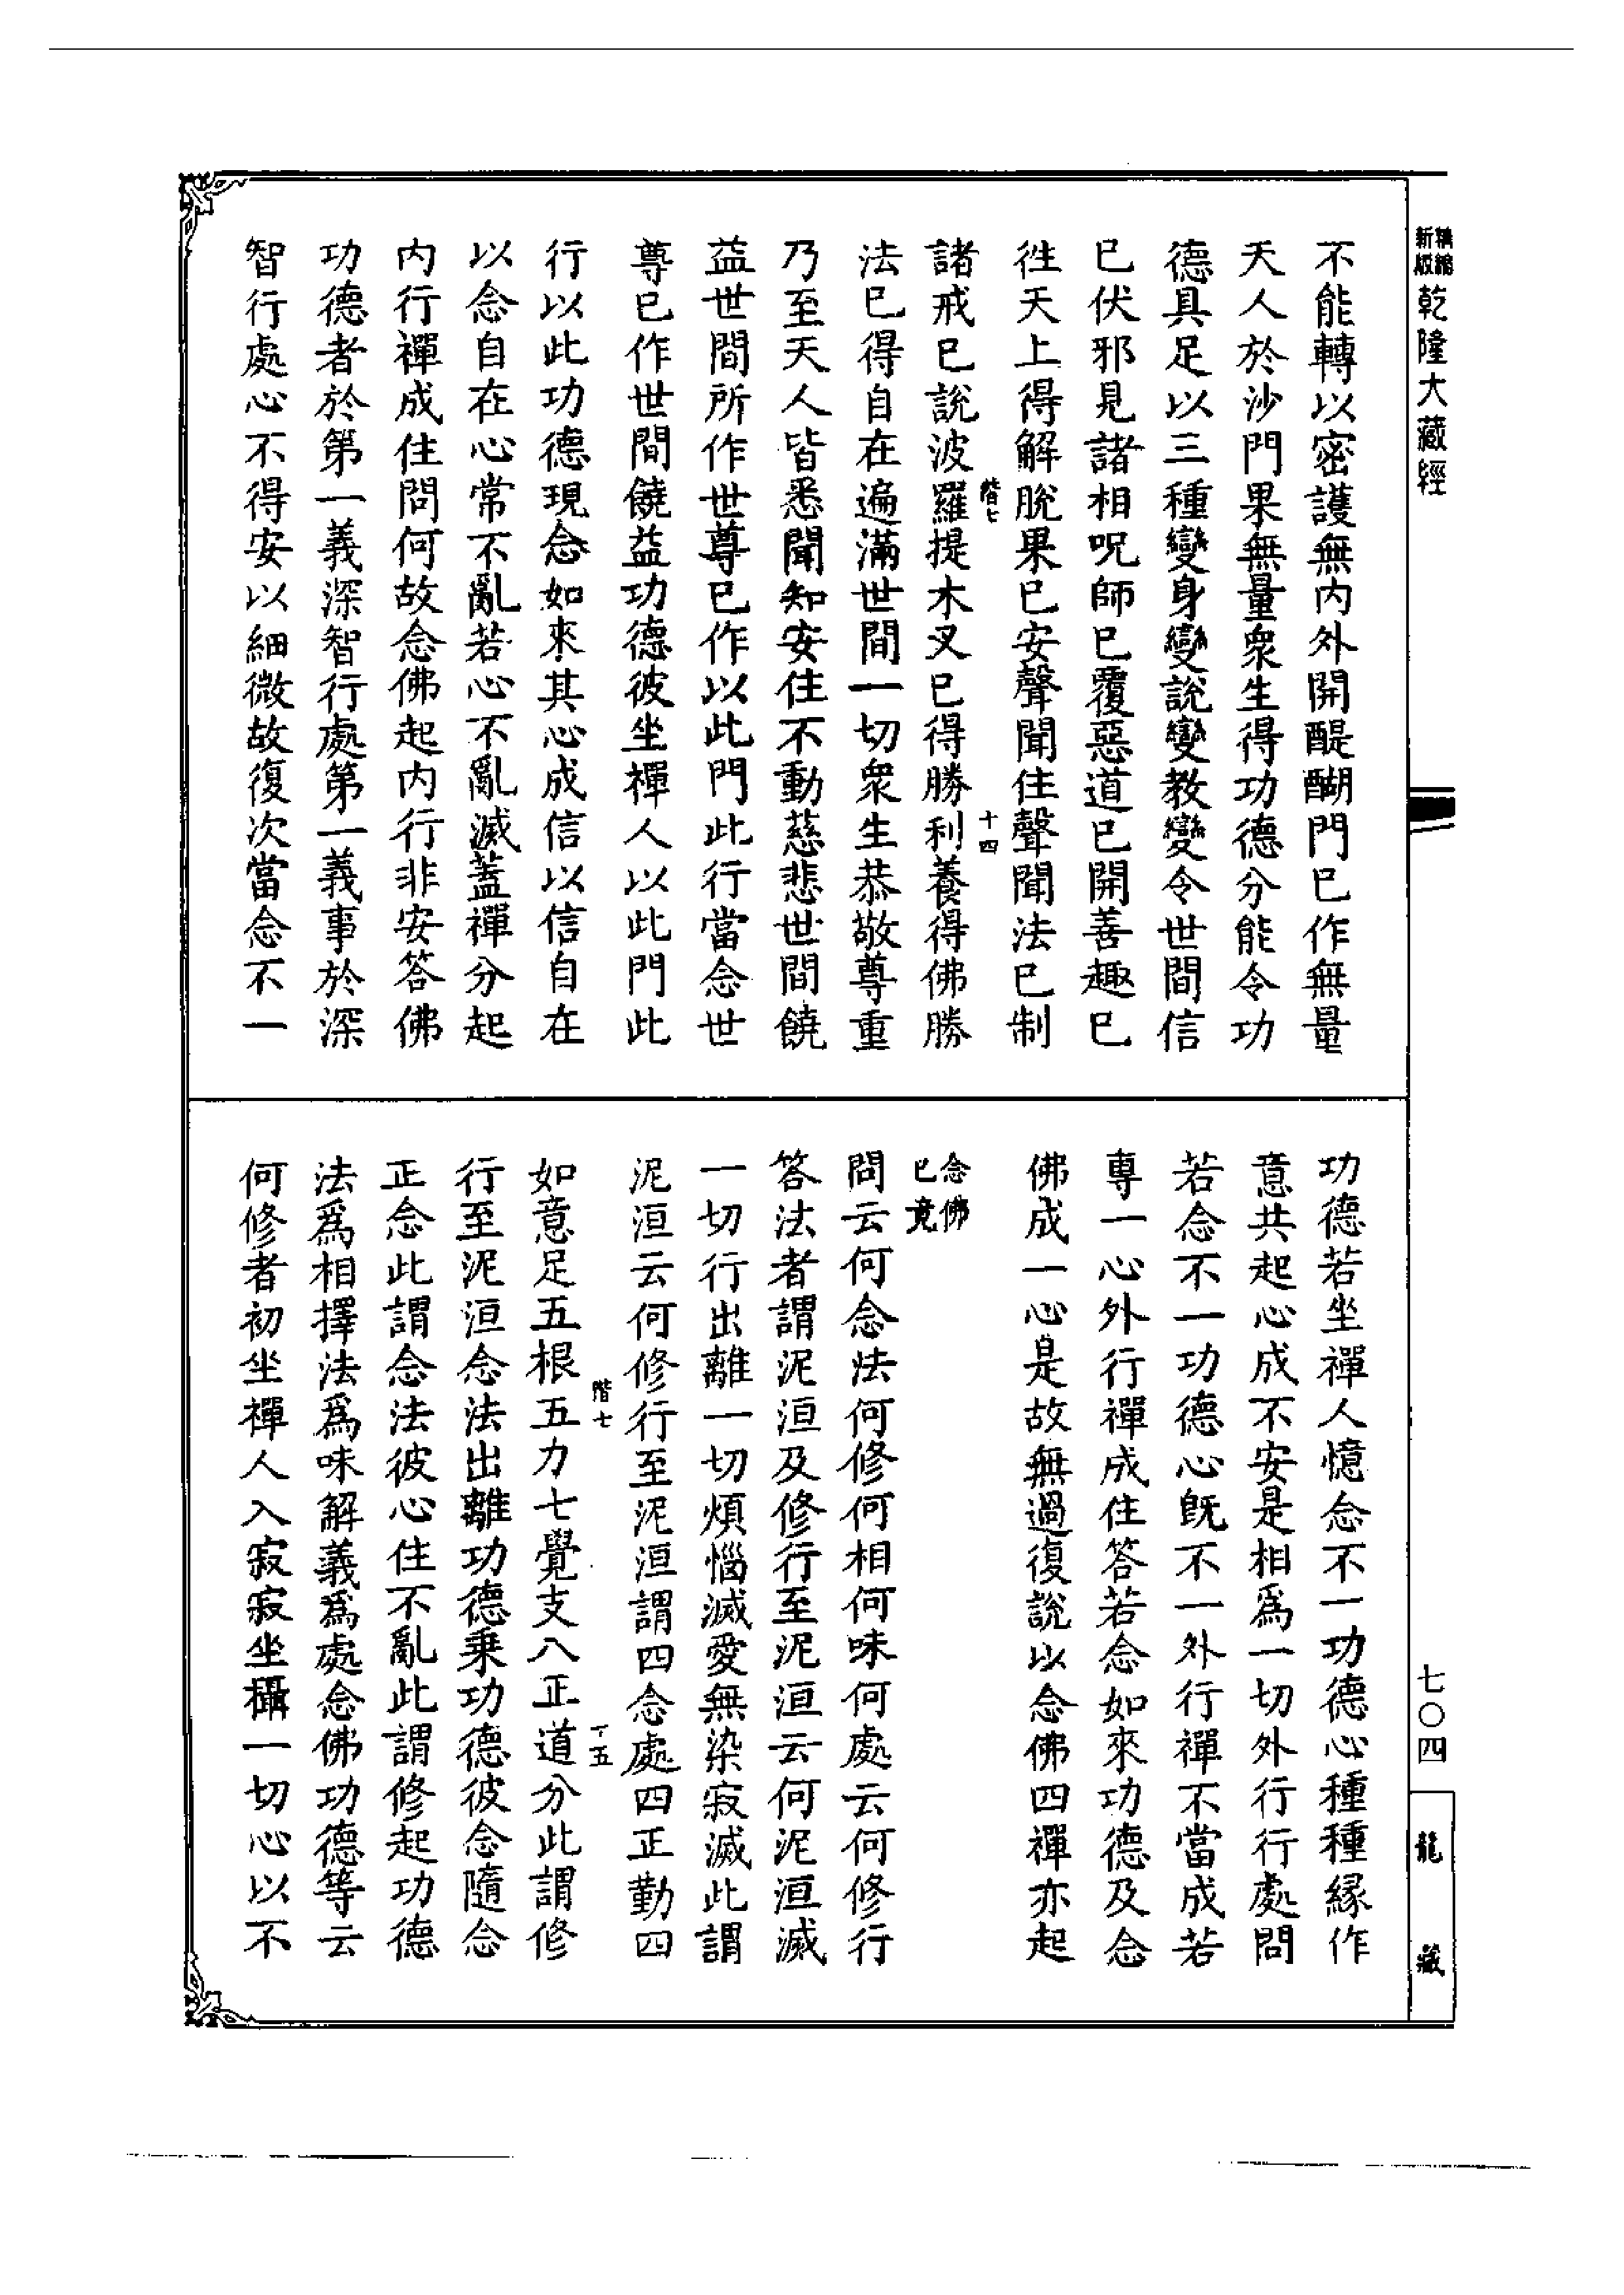 新版精縮乾隆大藏經
不能轉以密護無內外開醍醐門已作無量
天人於沙門果無量眾生得功德分能令功
德具足以三種變身變說變教變令世間信
已伏邪見諸相呪師已覆惡道已開善趣已
徃天上得解脫果已安聲聞住聲聞法已制
階七
十四
諸戒已說波羅提木叉已得勝利養得佛勝
法已得自在遍滿世間一切眾生恭敬尊重
乃至天人皆悉聞知安住不動慈悲世間饒
益世間所作世尊已作以此門此行當念世
尊已作世間饒益功德彼坐禪人以此門此
行以此功德現念如來其心成信以信自在
以念自在心常不亂若心不亂滅蓋禪分起
內行禪成住問何故念佛起內行非安答佛
功德者於第一義深智行處第一義事於深
智行處心不得安以細微故復次當念不一
功德若坐禪人憶念不一功德心種種緣作
意共起心成不安是相為一切外行行處問
若念不一功德心既不一外行禪不當成若
專一心外行禪成住答若念如來功德及念
佛成一心是故無過復說以念佛四禪亦起
念佛
已竟
問云何念法何修何相何味何處云何修行
答法者謂泥洹及修行至泥洹云何泥洹滅
一切行出離一切煩惱滅愛無染寂滅此謂
泥洹云何修行至泥洹謂四念處四正勤四
階七
十五
如意足五根五力七覺支八正道分此謂修
行至泥洹念法出離功德乘功德彼念隨念
正念此謂念法彼心住不亂此謂修起功德
法為相擇法為味解義為處念佛功德等云
何修者初坐禪人入寂寂坐攝一切心以不
七〇四
龍藏